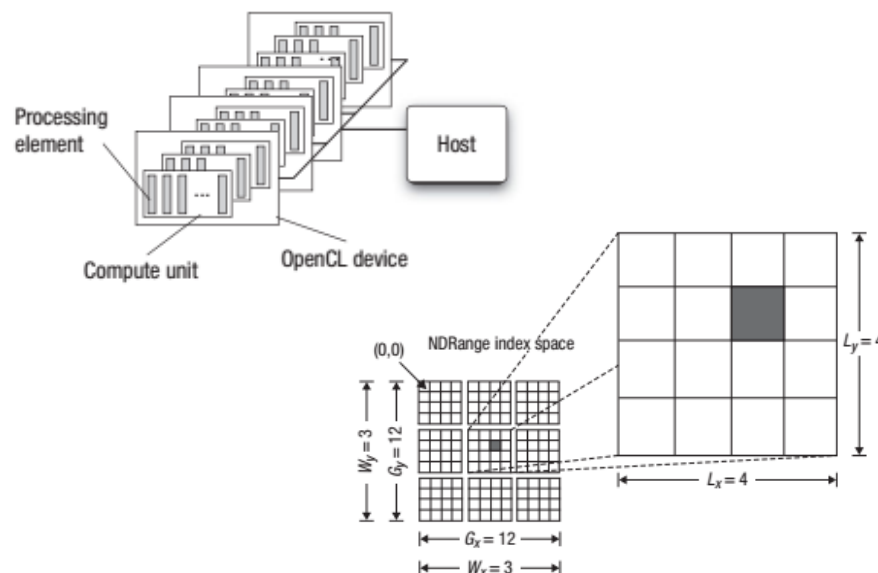 Processing
element
Host
Compute unit
OpenCL device
(0,0)
NDRange index space
W_y = 3
G_y = 12
G_x = 12
W_x = 3
L_y = 4
L_x = 4